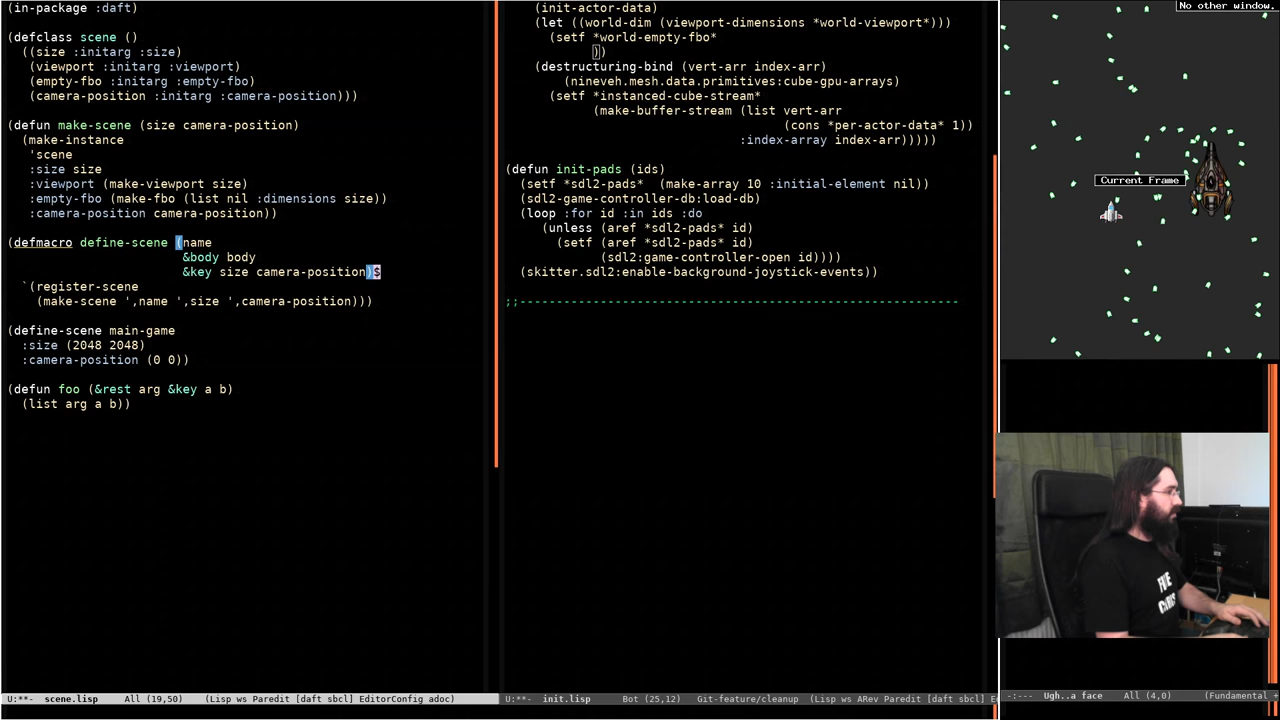 (in-package :daft)
(defclass scene ()
((size :initarg :size)
(viewport :initarg :viewport)
(empty-fbo :initarg :empty-fbo)
(camera-position :initarg :camera-position)))
(defun make-scene (size camera-position)
(make-instance
'scene
:size size
:viewport (make-viewport size)
:empty-fbo (make-fbo (list nil :dimensions size))
:camera-position camera-position))
(defmacro define-scene (name
&body body
&key size camera-position)$
`(register-scene
(make-scene ',name ',size ',camera-position)))
(define-scene main-game
:size (2048 2048)
:camera-position (0 0))
(defun foo (&rest arg &key a b)
(list arg a b))
U:**-  scene.lisp    All (19,50)    (Lisp ws Paredit [daft sbcl] EditorConfig adoc)
(init-actor-data)
(let ((world-dim (viewport-dimensions *world-viewport*)))
(setf *world-empty-fbo*
))
(destructuring-bind (vert-arr index-arr)
(nineveh.mesh.data.primitives:cube-gpu-arrays)
(setf *instanced-cube-stream*
(make-buffer-stream (list vert-arr
(cons *per-actor-data* 1))
:index-array index-arr)))))
(defun init-pads (ids)
(setf *sdl2-pads*  (make-array 10 :initial-element nil))
(sdl2-game-controller-db:load-db)
(loop :for id :in ids :do
(unless (aref *sdl2-pads* id)
(setf (aref *sdl2-pads* id)
(sdl2:game-controller-open id))))
(skitter.sdl2:enable-background-joystick-events))
;;------------------------------------------------------------
U:**-  init.lisp    Bot (25,12)    Git-feature/cleanup  (Lisp ws ARev Paredit [daft sbcl] E
No other window.
Current Frame
-:---  Ugh..a face    All (4,0)    (Fundamental +